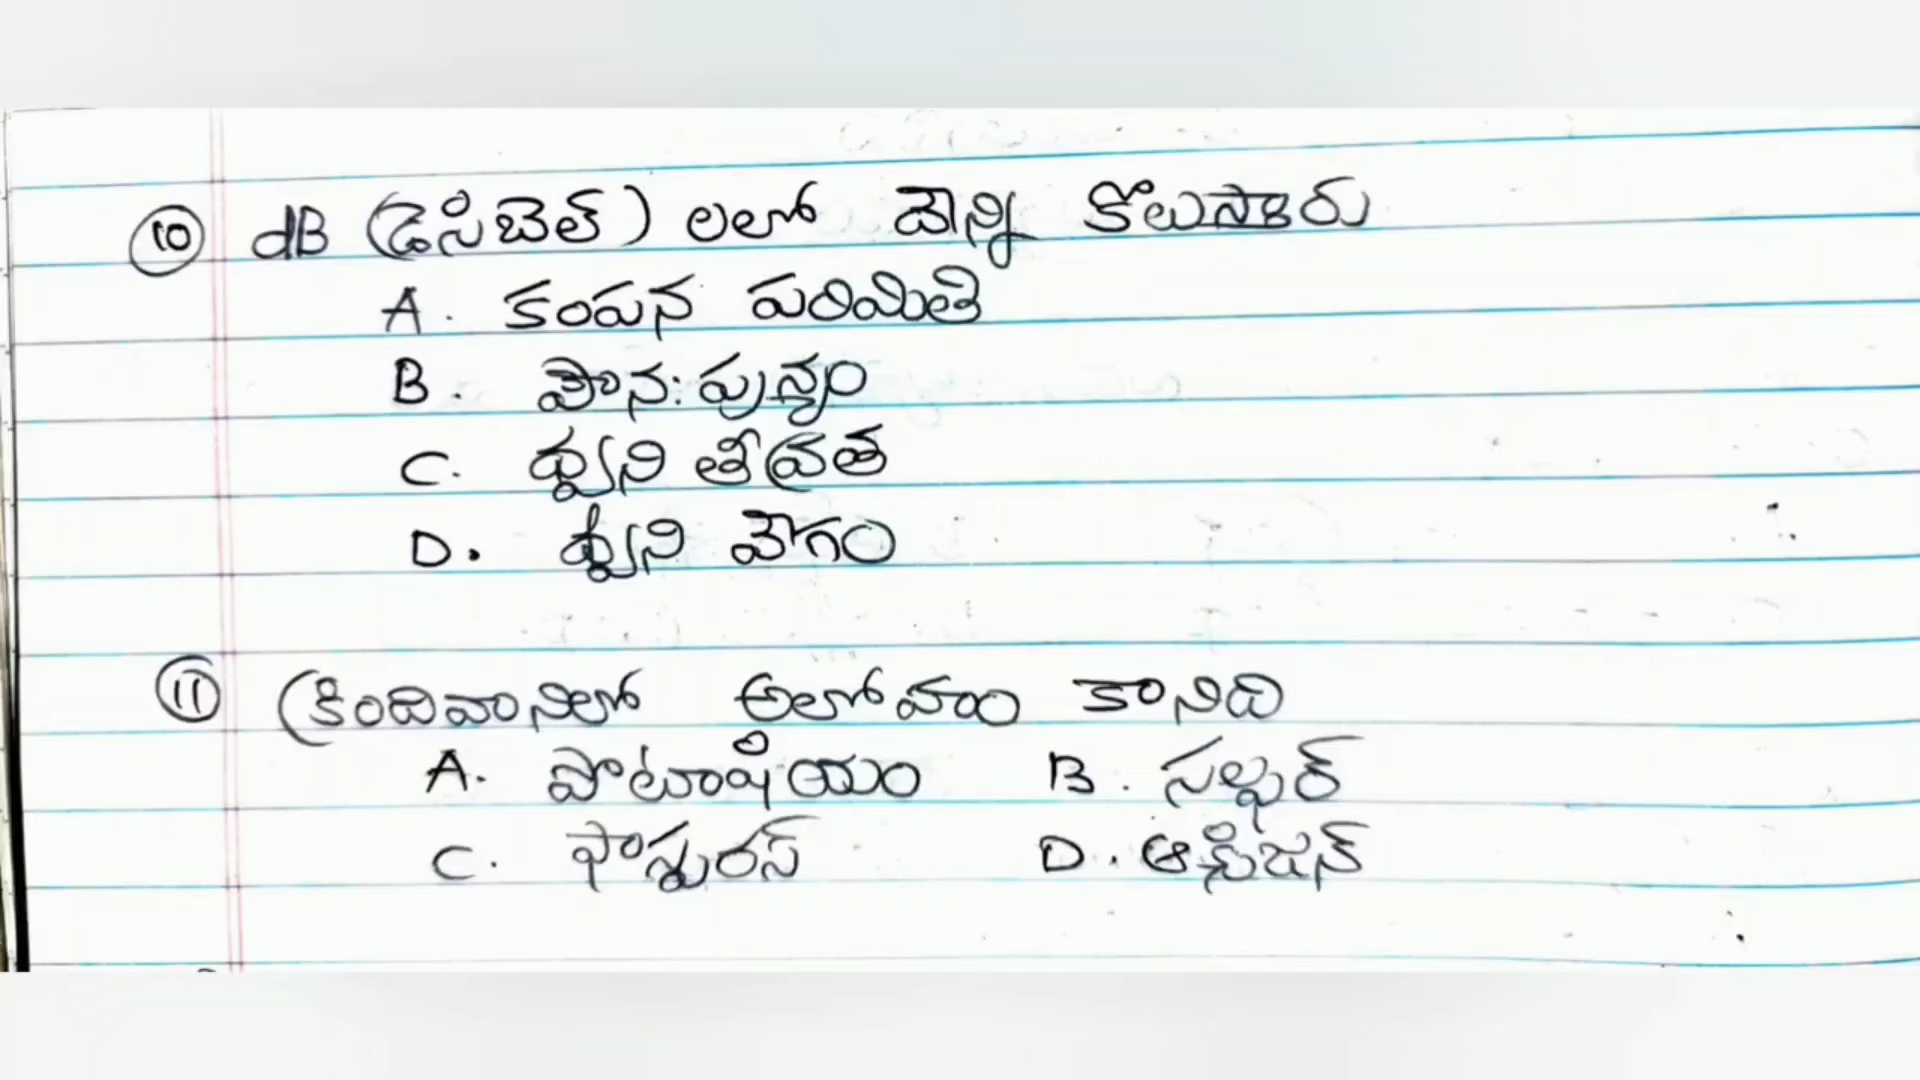 10 dB (డెసిబెల్) లలో దేన్ని కొలుస్తారు
A. కంపన పరిమితి
B. పౌన: పున్యం
C. ధ్వని తీవ్రత
D. ధ్వని వేగం
11 క్రిందివానిలో అలోహం కానిది
A. పొటాషియం B. సల్ఫర్
C. ఫాస్ఫరస్ D. ఆక్సిజన్